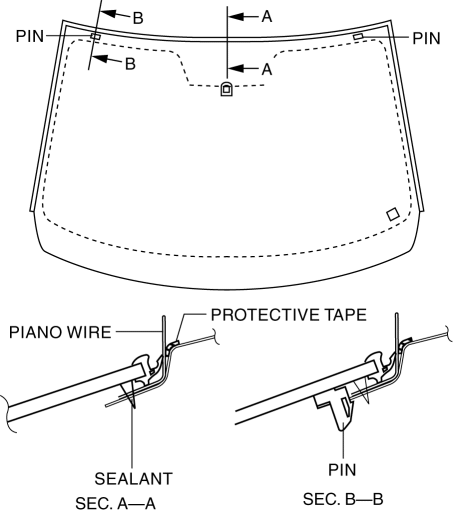 B
A
PIN
PIN
B
A
PROTECTIVE TAPE
PIANO WIRE
SEALANT
PIN
SEC. A—A
SEC. B—B